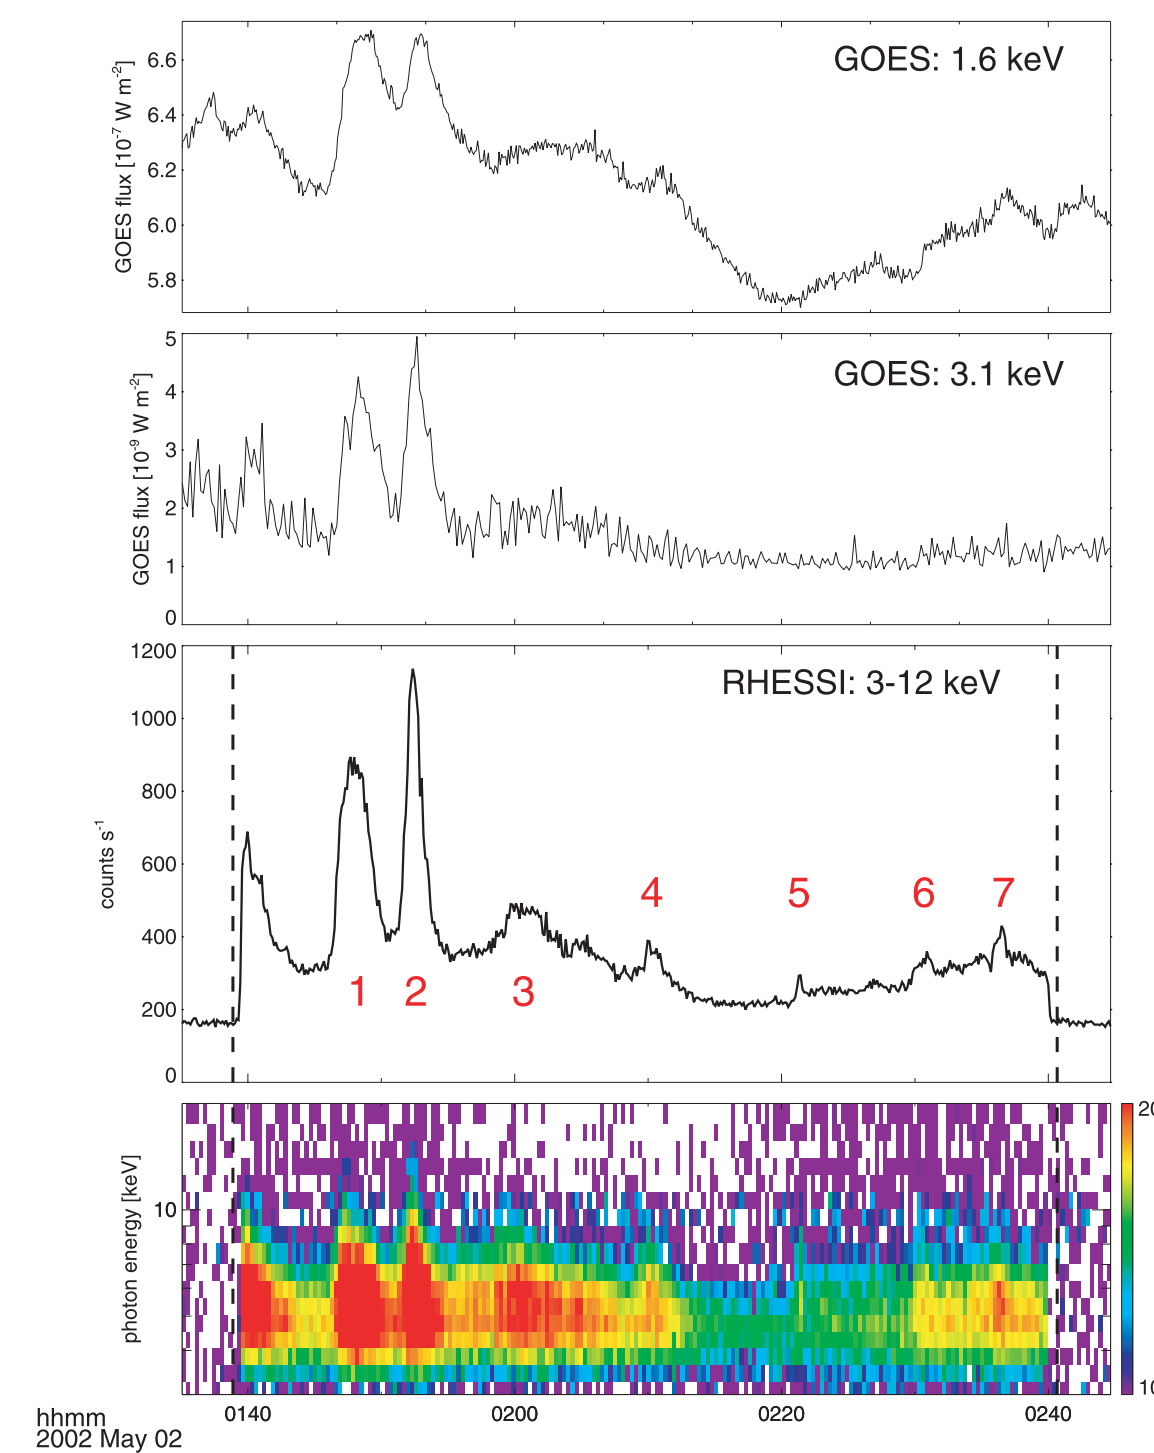 GOES: 1.6 keV
GOES flux [10-7 W m-2]
6.6
6.4
6.2
6.0
5.8
GOES: 3.1 keV
GOES flux [10-9 W m-2]
5
4
3
2
1
0
RHESSI: 3-12 keV
counts s-1
1200
1000
800
600
400
200
0
1 2 3 4 5 6 7
photon energy [keV]
10
20
10
0140 0200 0220 0240
hhmm
2002 May 02